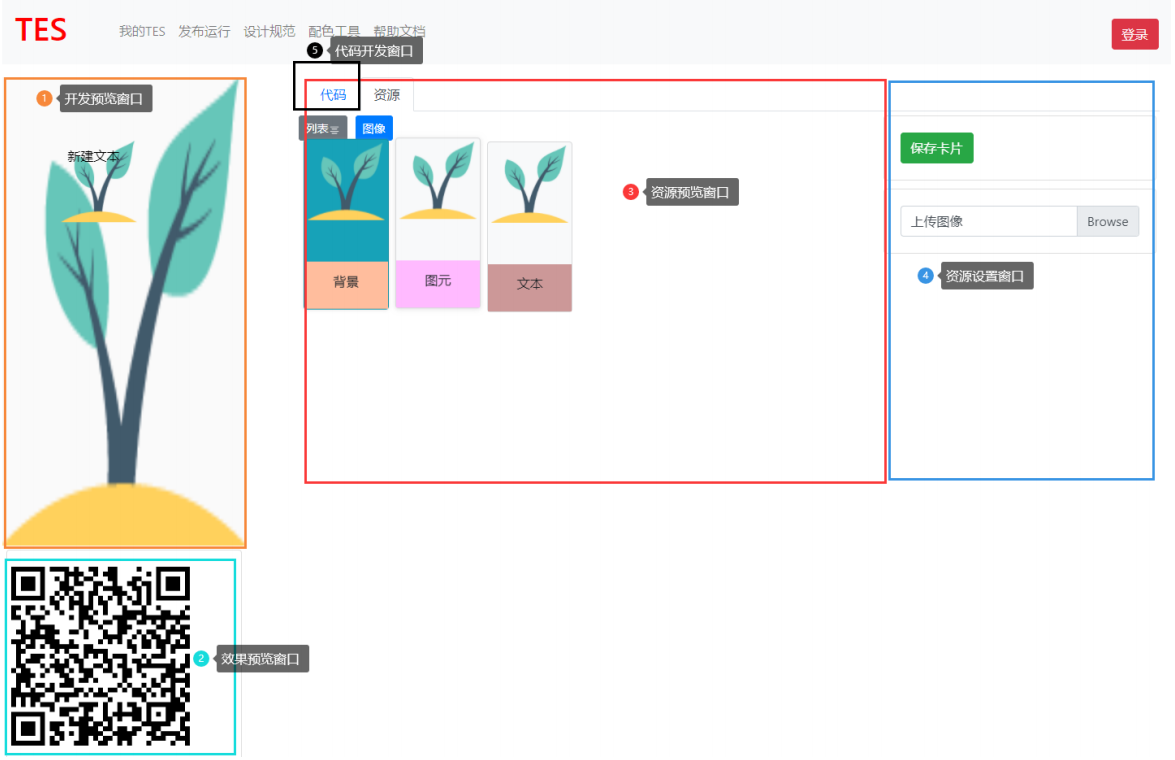 TES
我的TES 发布运行 设计规范 配色工具 帮助文档
登录
5 代码开发窗口
1 开发预览窗口
新建文本
代码 资源
列表 图像
背景
图元
文本
3 资源预览窗口
保存卡片
上传图像 Browse
4 资源设置窗口
2 效果预览窗口